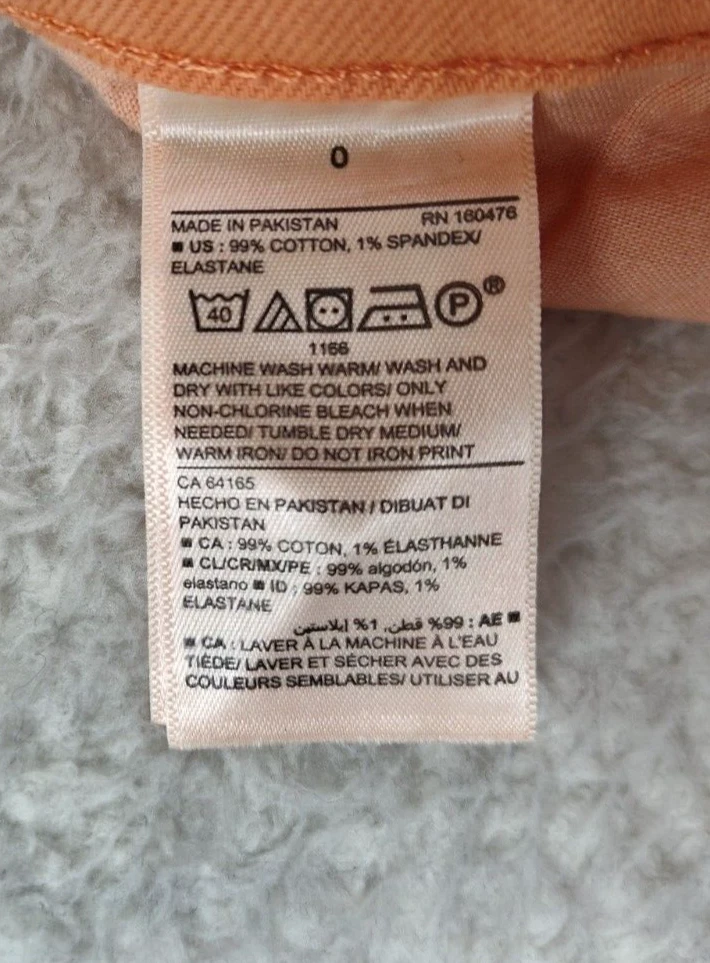 0
MADE IN PAKISTAN RN 160476
■ US : 99% COTTON, 1% SPANDEX/
ELASTANE
40 P®
1166
MACHINE WASH WARM/ WASH AND
DRY WITH LIKE COLORS/ ONLY
NON-CHLORINE BLEACH WHEN
NEEDED/ TUMBLE DRY MEDIUM/
WARM IRON/ DO NOT IRON PRINT
CA 64165
HECHO EN PAKISTAN / DIBUAT DI
PAKISTAN
■ CA : 99% COTON, 1% ÉLASTHANNE
■ CL/CR/MX/PE : 99% algodón, 1%
elastano ■ ID : 99% KAPAS, 1%
ELASTANE
■ AE : 99% قطن, 1% إيلاستين
■ CA : LAVER À LA MACHINE À L'EAU
TIÈDE/ LAVER ET SÉCHER AVEC DES
COULEURS SEMBLABLES/ UTILISER AU